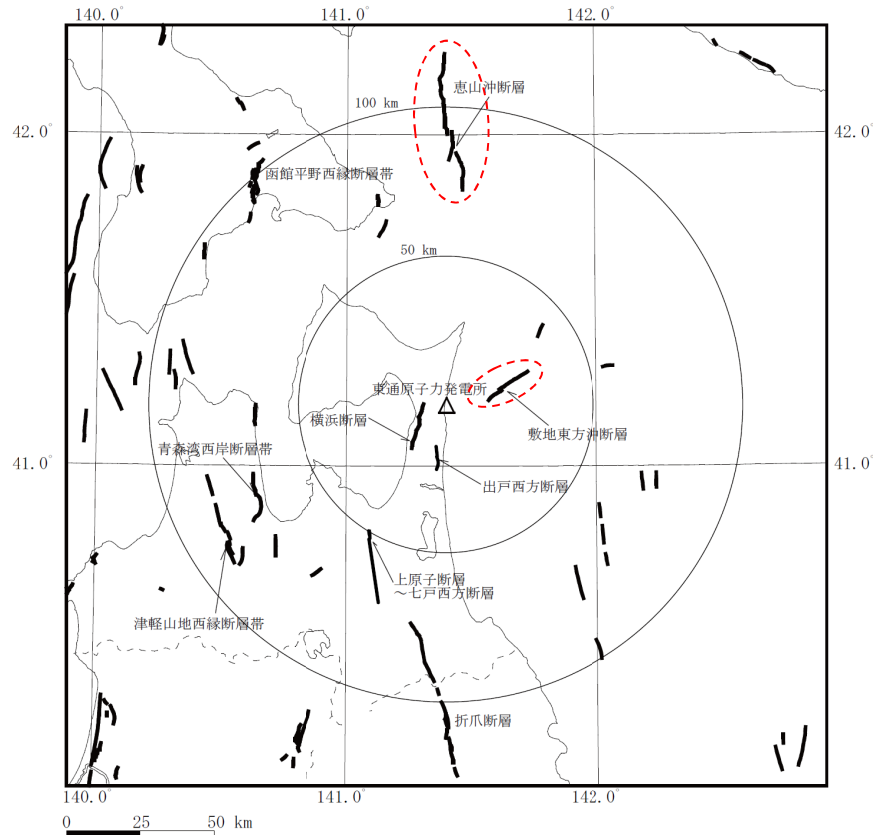 140.0° 141.0° 142.0°
恵山沖断層
100 km
42.0° 42.0°
函館平野西縁断層帯
50 km
東通原子力発電所
横浜断層
敷地東方沖断層
青森湾西岸断層帯
41.0° 41.0°
出戸西方断層
上原子断層
～七戸西方断層
津軽山地西縁断層帯
折爪断層
140.0° 141.0° 142.0°
0 25 50 km